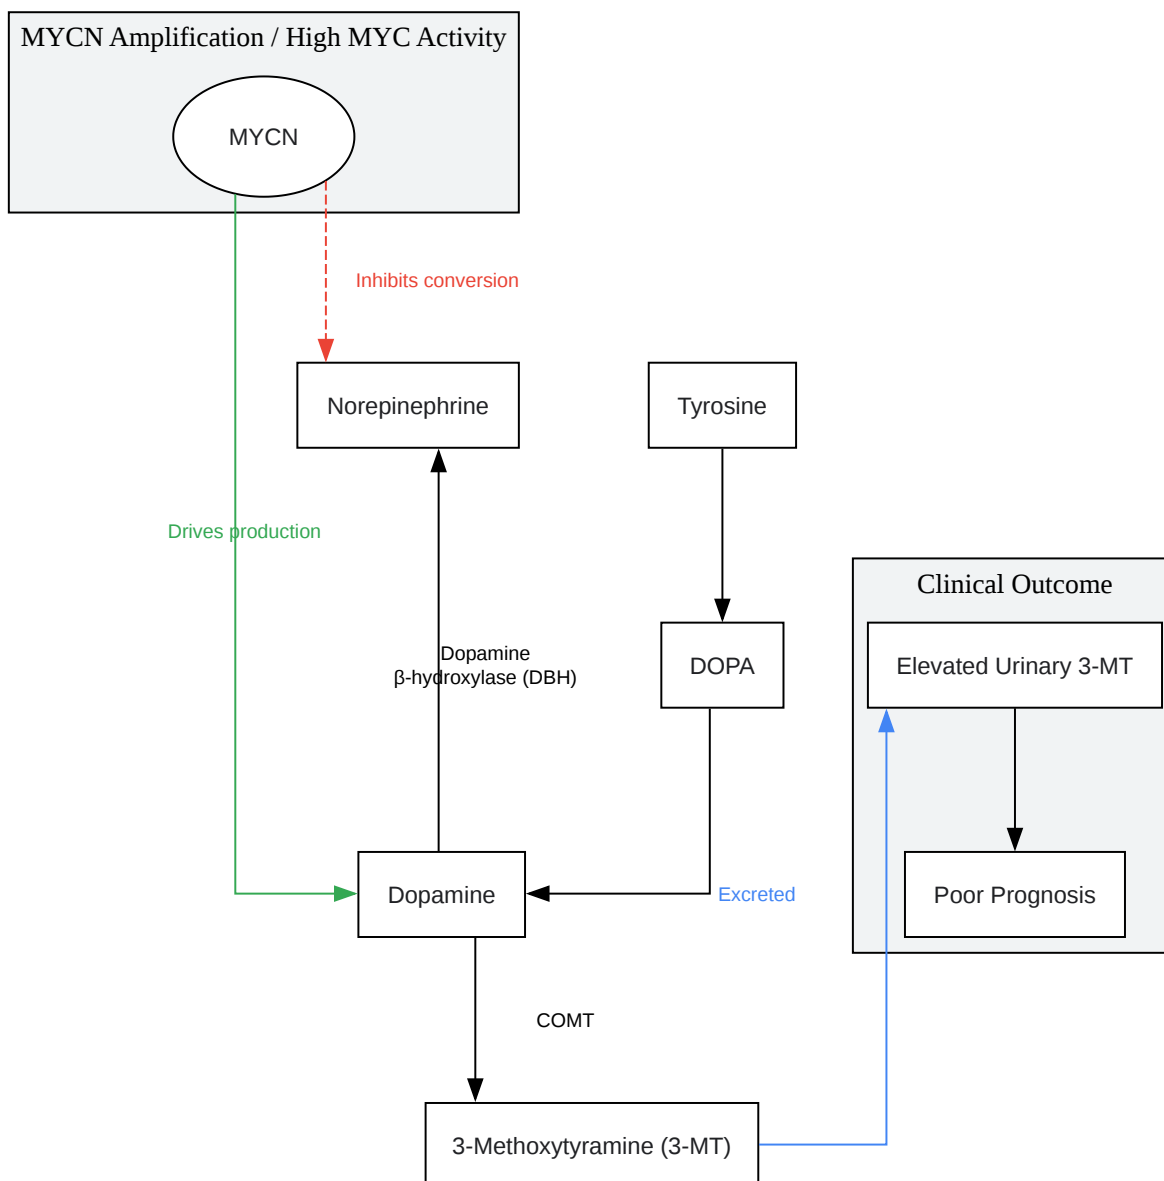 MYCN Amplification / High MYC Activity
MYCN
Inhibits conversion
Norepinephrine
Tyrosine
Drives production
Clinical Outcome
Dopamine
β-hydroxylase (DBH)
DOPA
Elevated Urinary 3-MT
Dopamine
Excreted
Poor Prognosis
COMT
3-Methoxytyramine (3-MT)